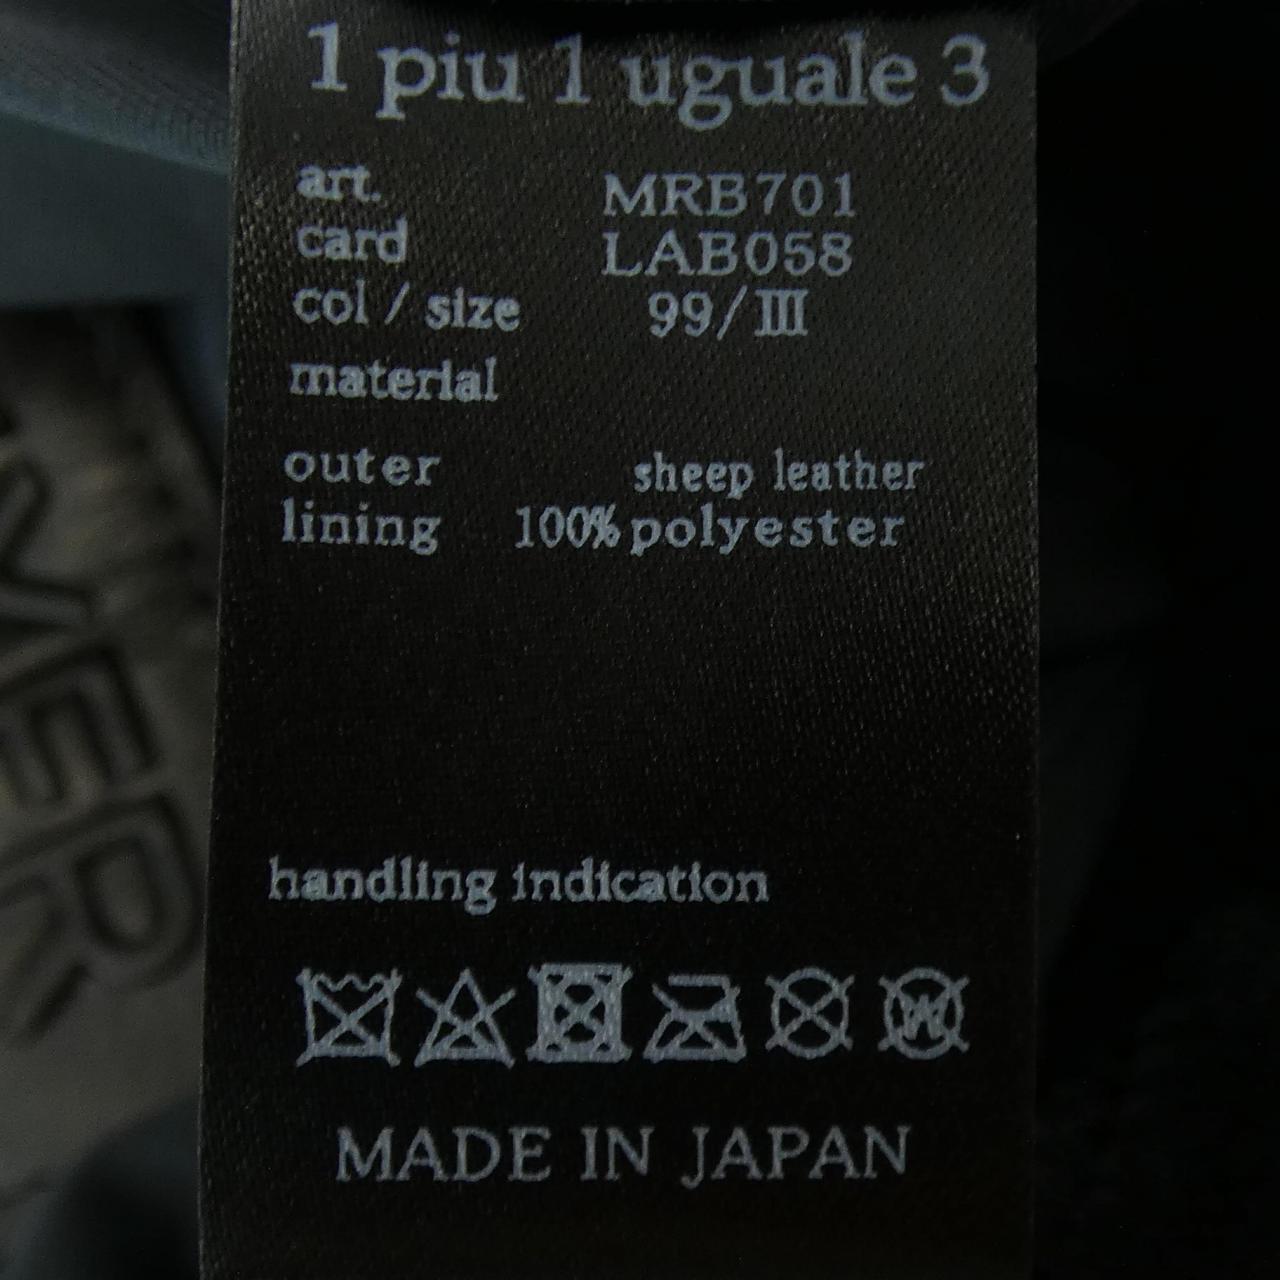 1 piu 1 uguale 3
art. MRB701
card LAB058
col / size 99/Ⅲ
material
outer sheep leather
lining 100% polyester
handling indication
W
MADE IN JAPAN